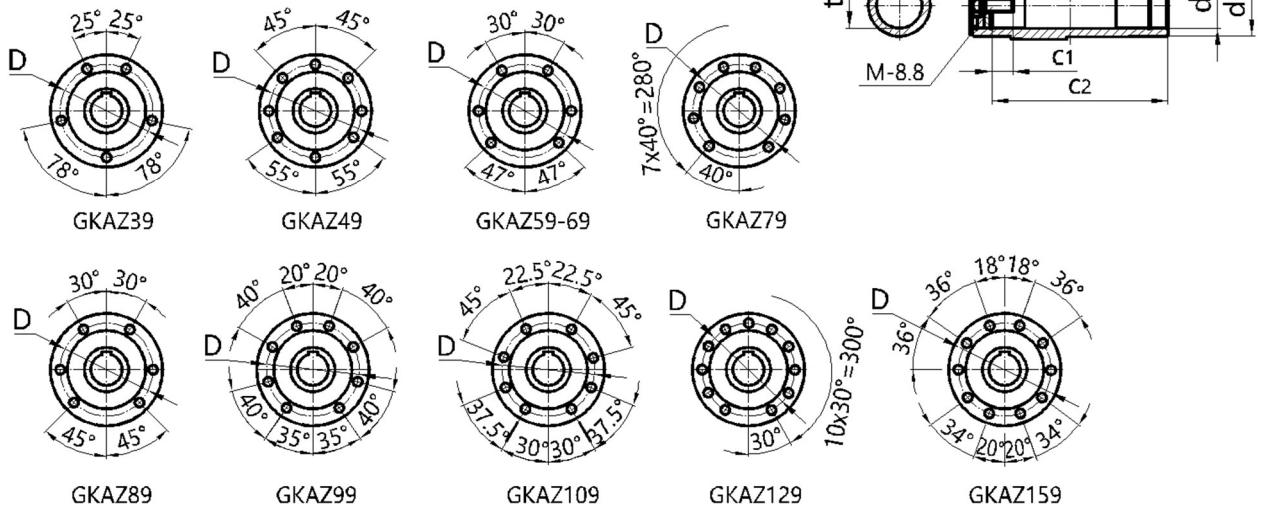 25° 25°
D
78° 78°
GKAZ39
45° 45°
D
55° 55°
GKAZ49
30° 30°
D
47° 47°
GKAZ59-69
D
7x40°=280°
40°
GKAZ79
t
d
d
M-8.8
C1
C2
30° 30°
D
45° 45°
GKAZ89
40° 20° 20° 40°
D
40° 35° 35° 40°
GKAZ99
45° 22.5° 22.5° 45°
D
37.5° 30° 30° 37.5°
GKAZ109
D
10x30°=300°
30°
GKAZ129
36° 18° 18° 36°
D
36°
34° 20° 20° 34°
GKAZ159